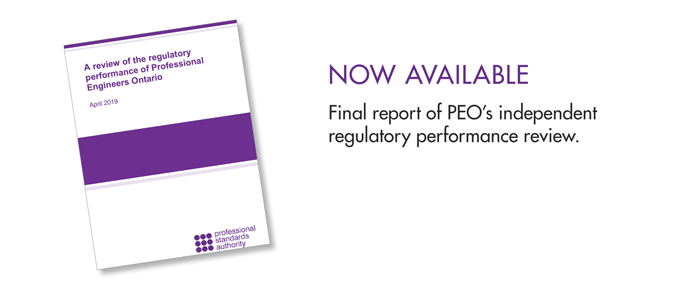 A review of the regulatory
performance of Professional
Engineers Ontario
April 2019
professional
standards
authority
NOW AVAILABLE
Final report of PEO’s independent
regulatory performance review.